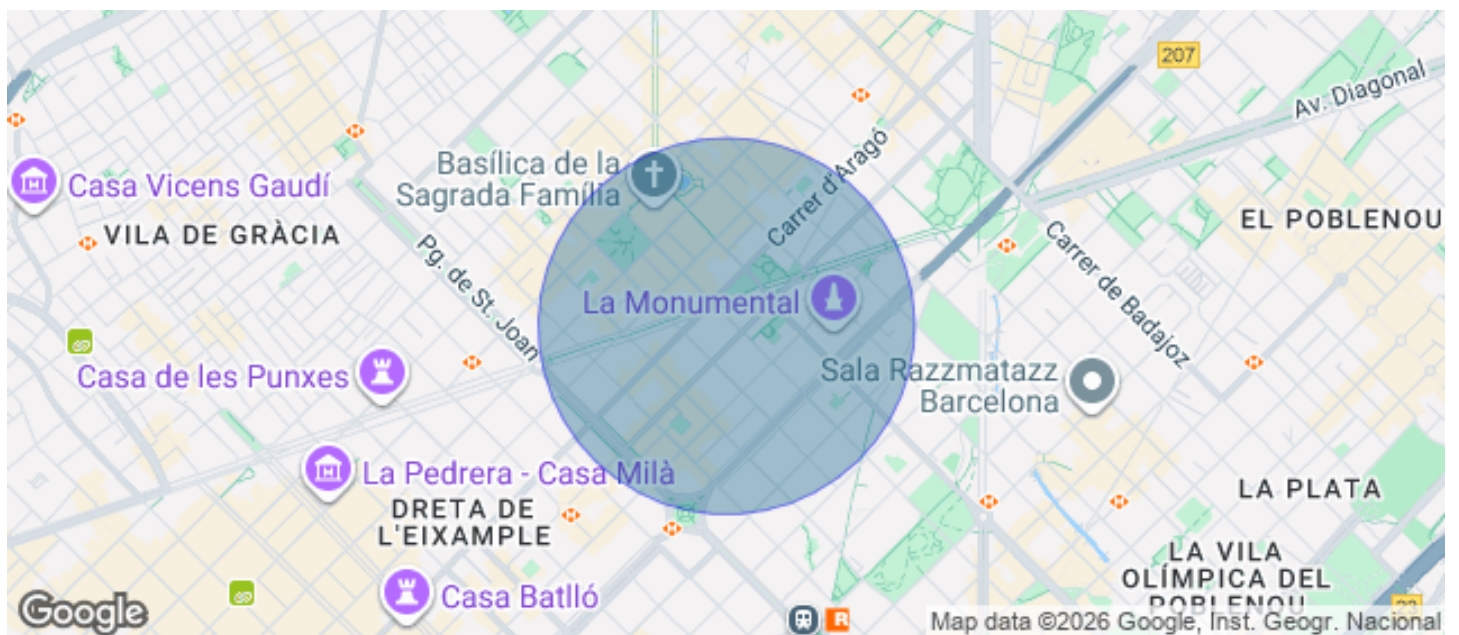 207
Av. Diagonal
Basílica de la
Sagrada Família
Carrer d'Aragó
Casa Vicens Gaudí
VILA DE GRÀCIA
EL POBLENOU
Pg. de St. Joan
Carrer de Badajoz
La Monumental
Casa de les Punxes
Sala Razzmatazz
Barcelona
La Pedrera - Casa Milà
DRETA DE
L'EIXAMPLE
LA PLATA
LA VILA
OLÍMPICA DEL
POBLENOU
Casa Batlló
23
R
Google
Map data ©2026 Google, Inst. Geogr. Nacional